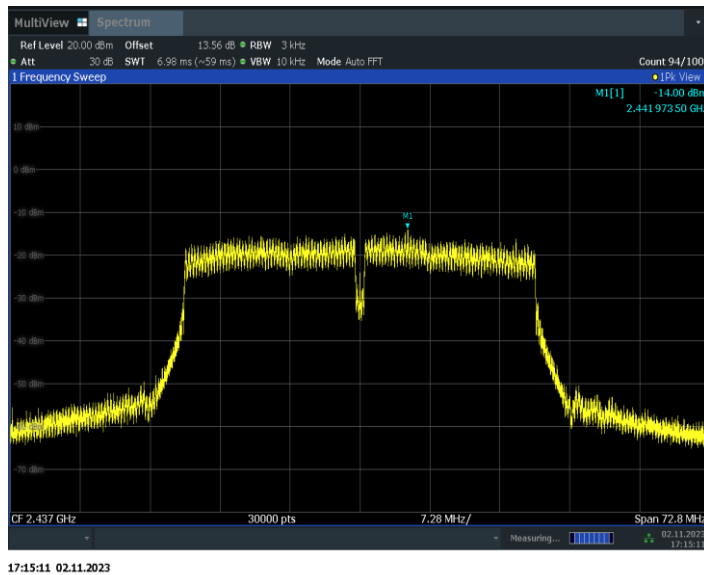 MultiView Spectrum
Ref Level 20.00 dBm Offset 13.56 dB RBW 3 kHz
Att 30 dB SWT 6.98 ms (~59 ms) VBW 10 kHz Mode Auto FFT Count 94/100
1 Frequency Sweep 1Pk View
M1[1] -14.00 dBm
2.441 973 50 GHz
10 dBm
0 dBm
-10 dBm
M1
-20 dBm
-30 dBm
-40 dBm
-50 dBm
-70 dBm
CF 2.437 GHz 30000 pts 7.28 MHz/ Span 72.8 MHz
Measuring... 02.11.2023
17:15:11
17:15:11 02.11.2023